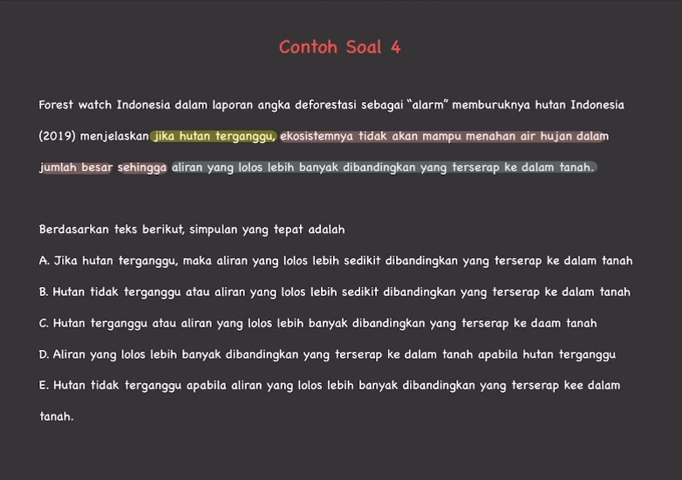 Contoh Soal 4
Forest watch Indonesia dalam laporan angka deforestasi sebagai "alarm" memburuknya hutan Indonesia
(2019) menjelaskan jika hutan terganggu, ekosistemnya tidak akan mampu menahan air hujan dalam
jumlah besar sehingga aliran yang lolos lebih banyak dibandingkan yang terserap ke dalam tanah.
Berdasarkan teks berikut, simpulan yang tepat adalah
A. Jika hutan terganggu, maka aliran yang lolos lebih sedikit dibandingkan yang terserap ke dalam tanah
B. Hutan tidak terganggu atau aliran yang lolos lebih sedikit dibandingkan yang terserap ke dalam tanah
C. Hutan terganggu atau aliran yang lolos lebih banyak dibandingkan yang terserap ke daam tanah
D. Aliran yang lolos lebih banyak dibandingkan yang terserap ke dalam tanah apabila hutan terganggu
E. Hutan tidak terganggu apabila aliran yang lolos lebih banyak dibandingkan yang terserap kee dalam
tanah.